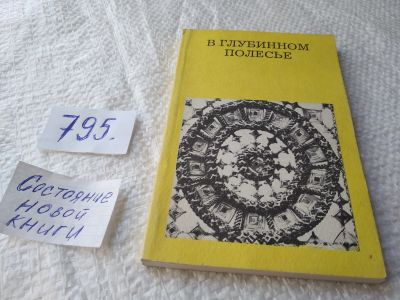 В ГЛУБИННОМ
ПОЛЕСЬЕ
795.
Состояние
новой
книги